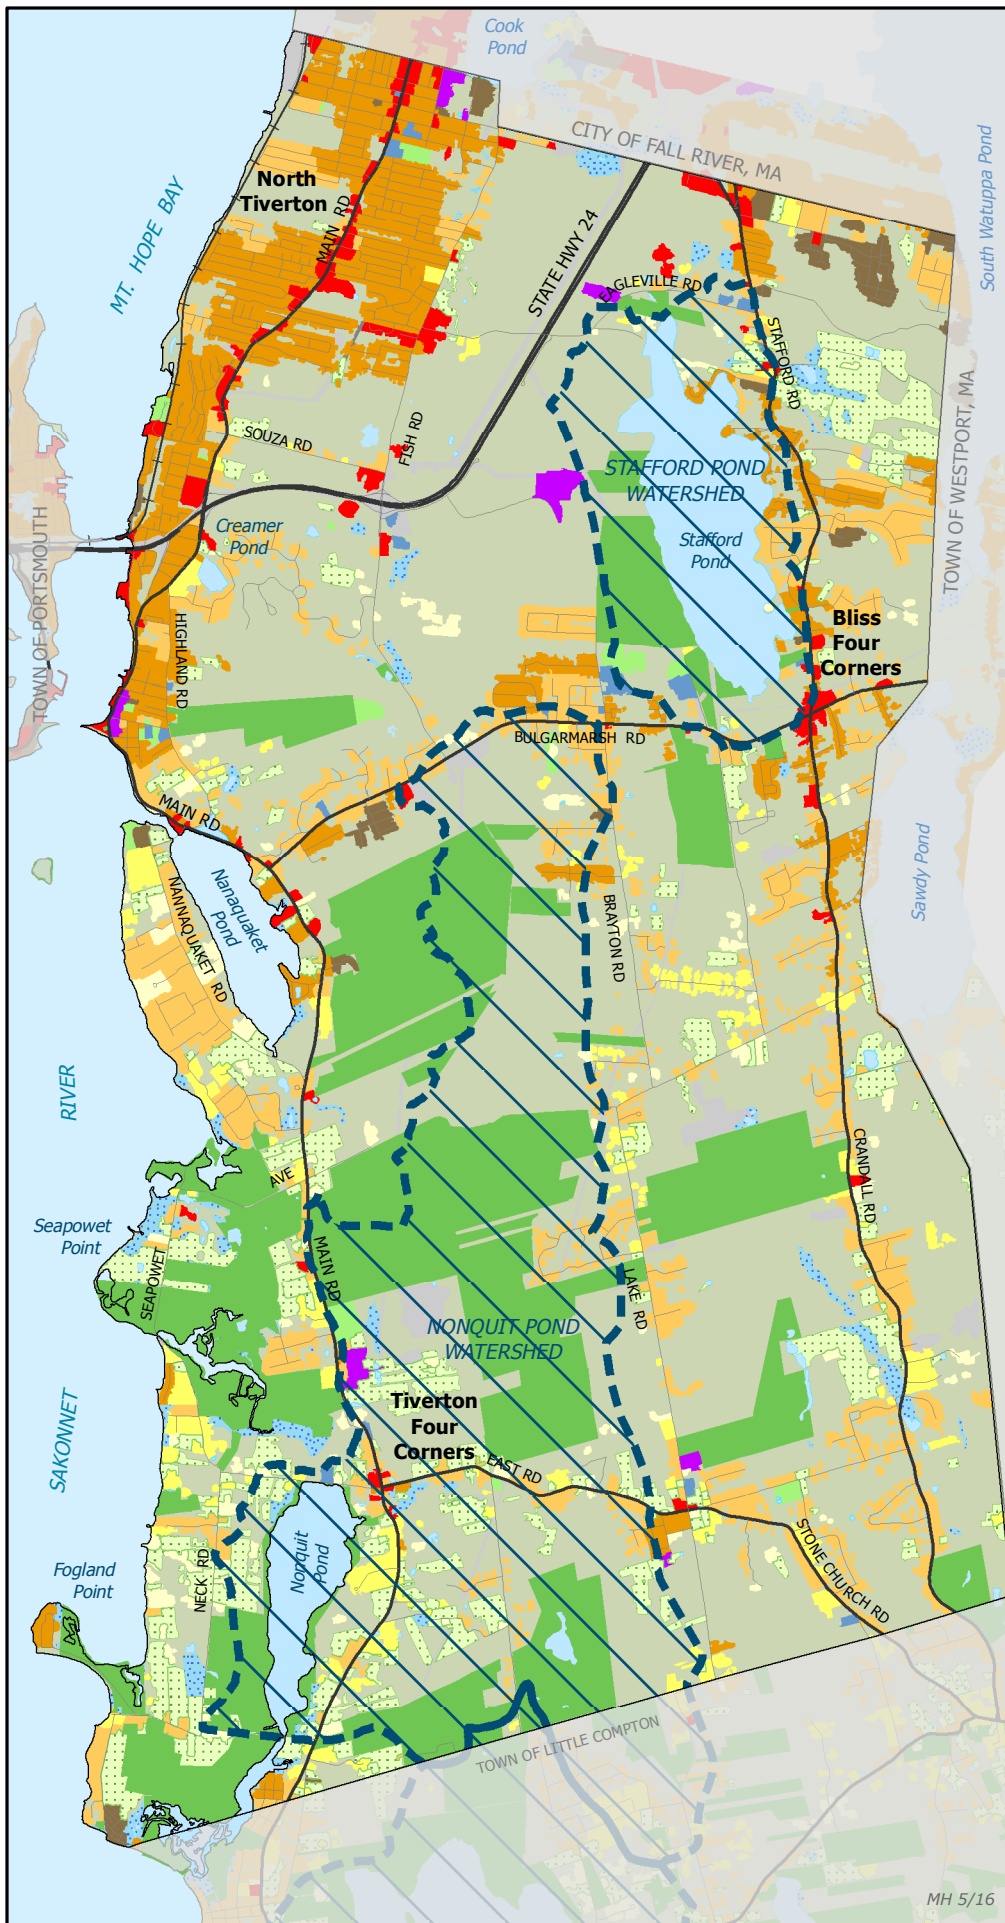 Cook
Pond
CITY OF FALL RIVER, MA
South Watuppa Pond
North
Tiverton
MAIN RD
MT. HOPE BAY
STATE HWY 24
EAGLEVILLE RD
STAFFORD RD
TOWN OF WESTPORT, MA
SOUZA RD
FISH RD
STAFFORD POND
WATERSHED
Creamer
Pond
Stafford
Pond
TOWN OF PORTSMOUTH
HIGHLAND RD
Bliss
Four
Corners
BULGARMARSH RD
MAIN RD
Nanaquaket
Pond
NANNAQUAKET RD
BRAYTON RD
Sawdy Pond
RIVER
AVE
CRANDALL RD
Seapowet
Point
SEAPOWET
MAIN RD
LAKE RD
NONQUIT POND
WATERSHED
Tiverton
Four
Corners
SAKONNET
EAST RD
STONE CHURCH RD
Nonquit
Pond
NECK RD
Fogland
Point
TOWN OF LITTLE COMPTON
MH 5/16